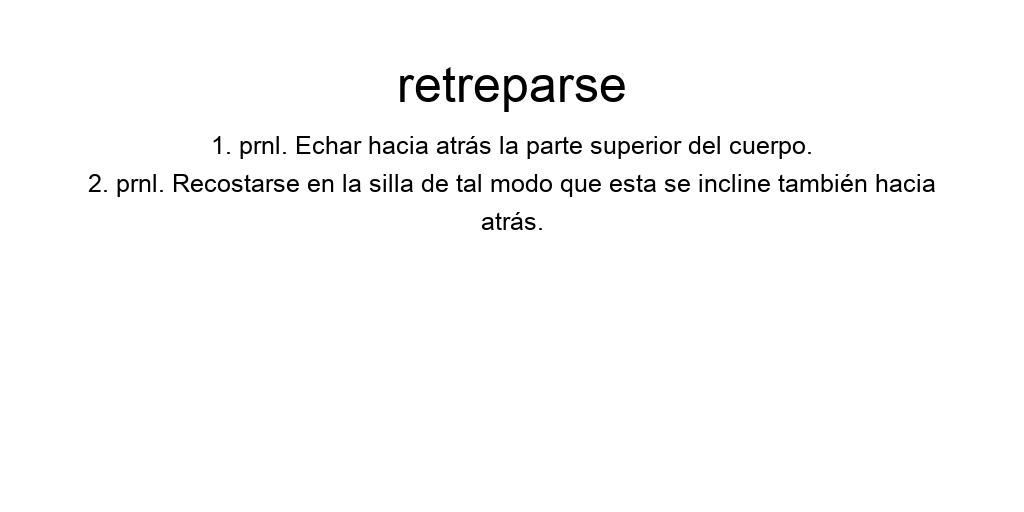 retreparse
1. prnl. Echar hacia atrás la parte superior del cuerpo.
2. prnl. Recostarse en la silla de tal modo que esta se incline también hacia
atrás.